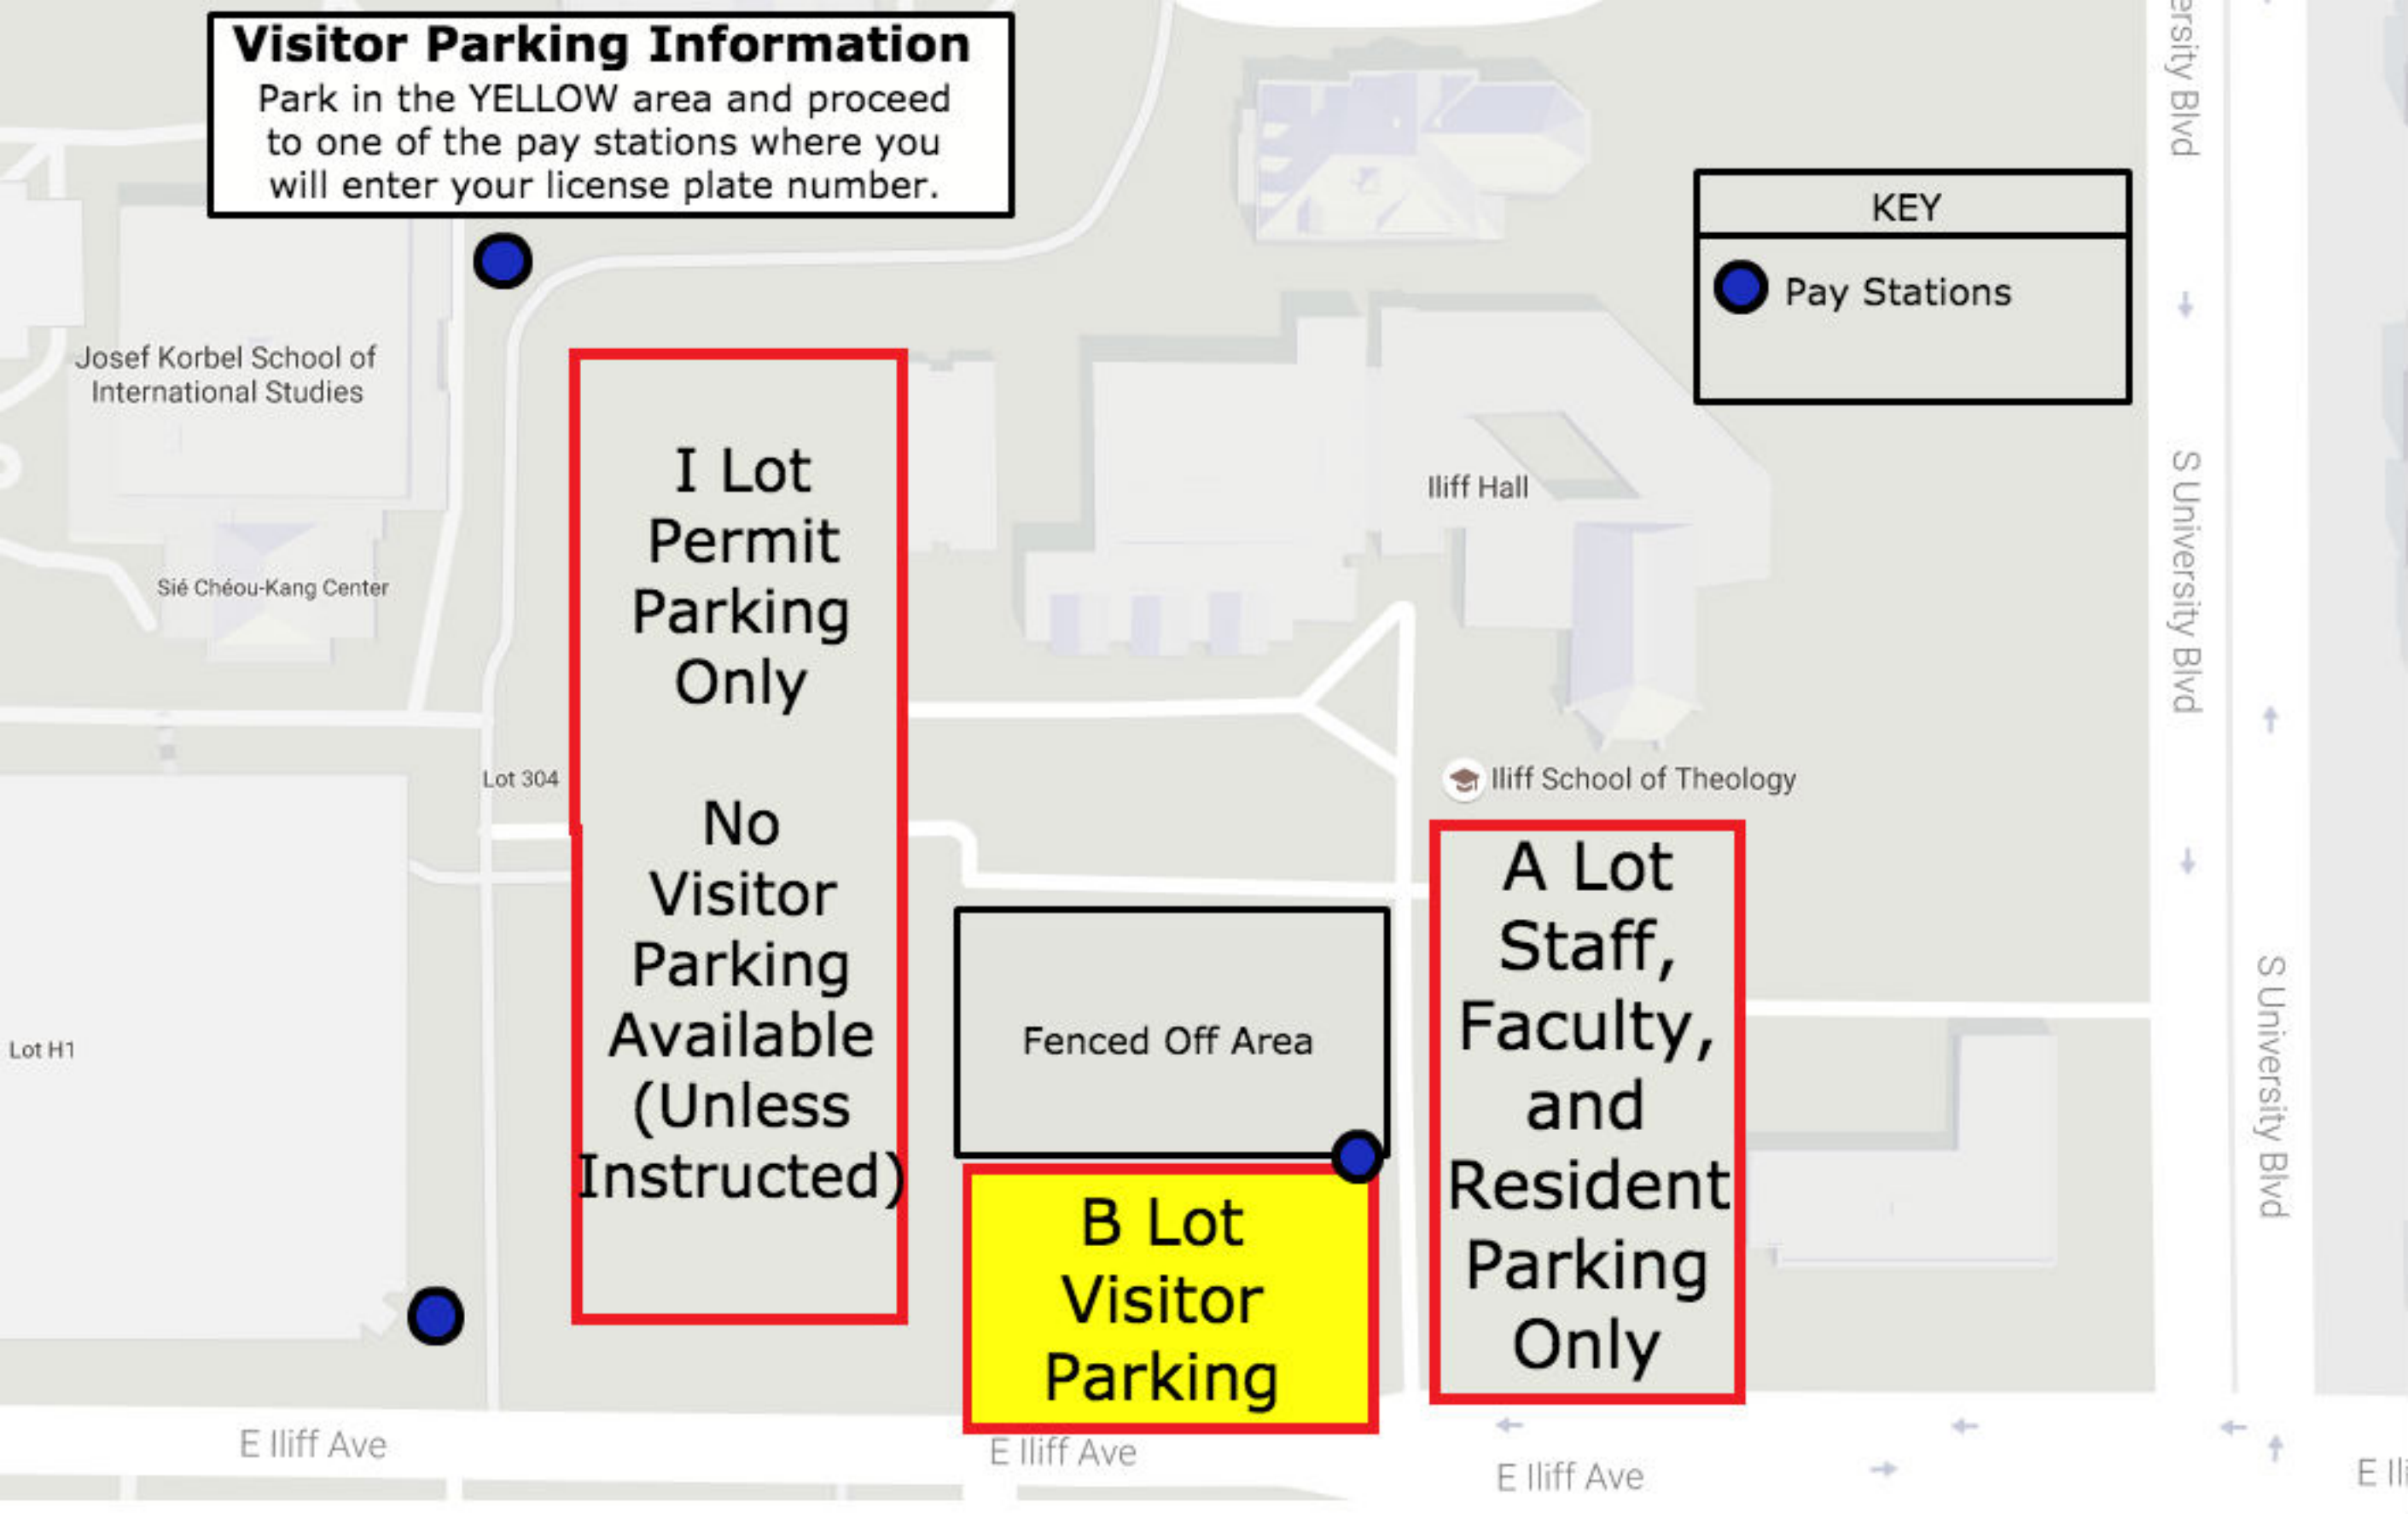 Visitor Parking Information
Park in the YELLOW area and proceed
to one of the pay stations where you
will enter your license plate number.
ersity Blvd
KEY
Pay Stations
Josef Korbel School of
International Studies
Sié Chéou-Kang Center
I Lot
Permit
Parking
Only
No
Visitor
Parking
Available
(Unless
Instructed)
Iliff Hall
S University Blvd
Lot 304
Iliff School of Theology
A Lot
Staff,
Faculty,
and
Resident
Parking
Only
Fenced Off Area
Lot H1
B Lot
Visitor
Parking
S University Blvd
E Iliff Ave
E Iliff Ave
E Iliff Ave
E Ili